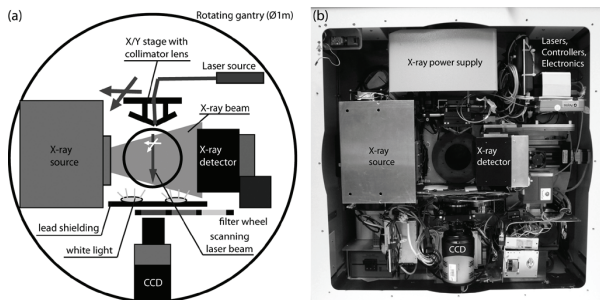 (a)
Rotating gantry (Ø1m)
X/Y stage with
collimator lens
Laser source
X-ray beam
X-ray
source
X-ray
detector
lead shielding
white light
filter wheel
scanning
laser beam
CCD
(b)
X-ray power supply
Lasers,
Controllers,
Electronics
X-ray
source
X-ray
detector
CCD